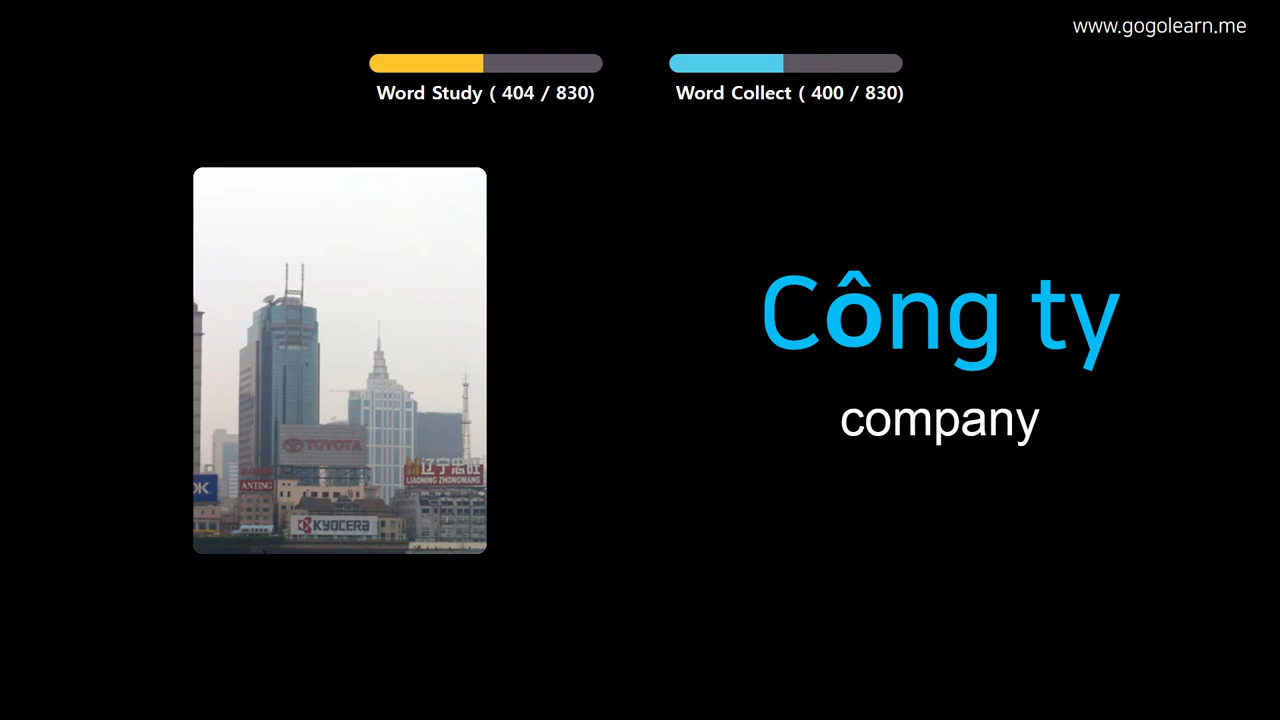 www.gogolearn.me
Word Study ( 404 / 830)
Word Collect ( 400 / 830)
Công ty
company
TOYOTA
辽宁忠旺
LIAONING ZHONGWANG
OK
ANTING
KYOCERA